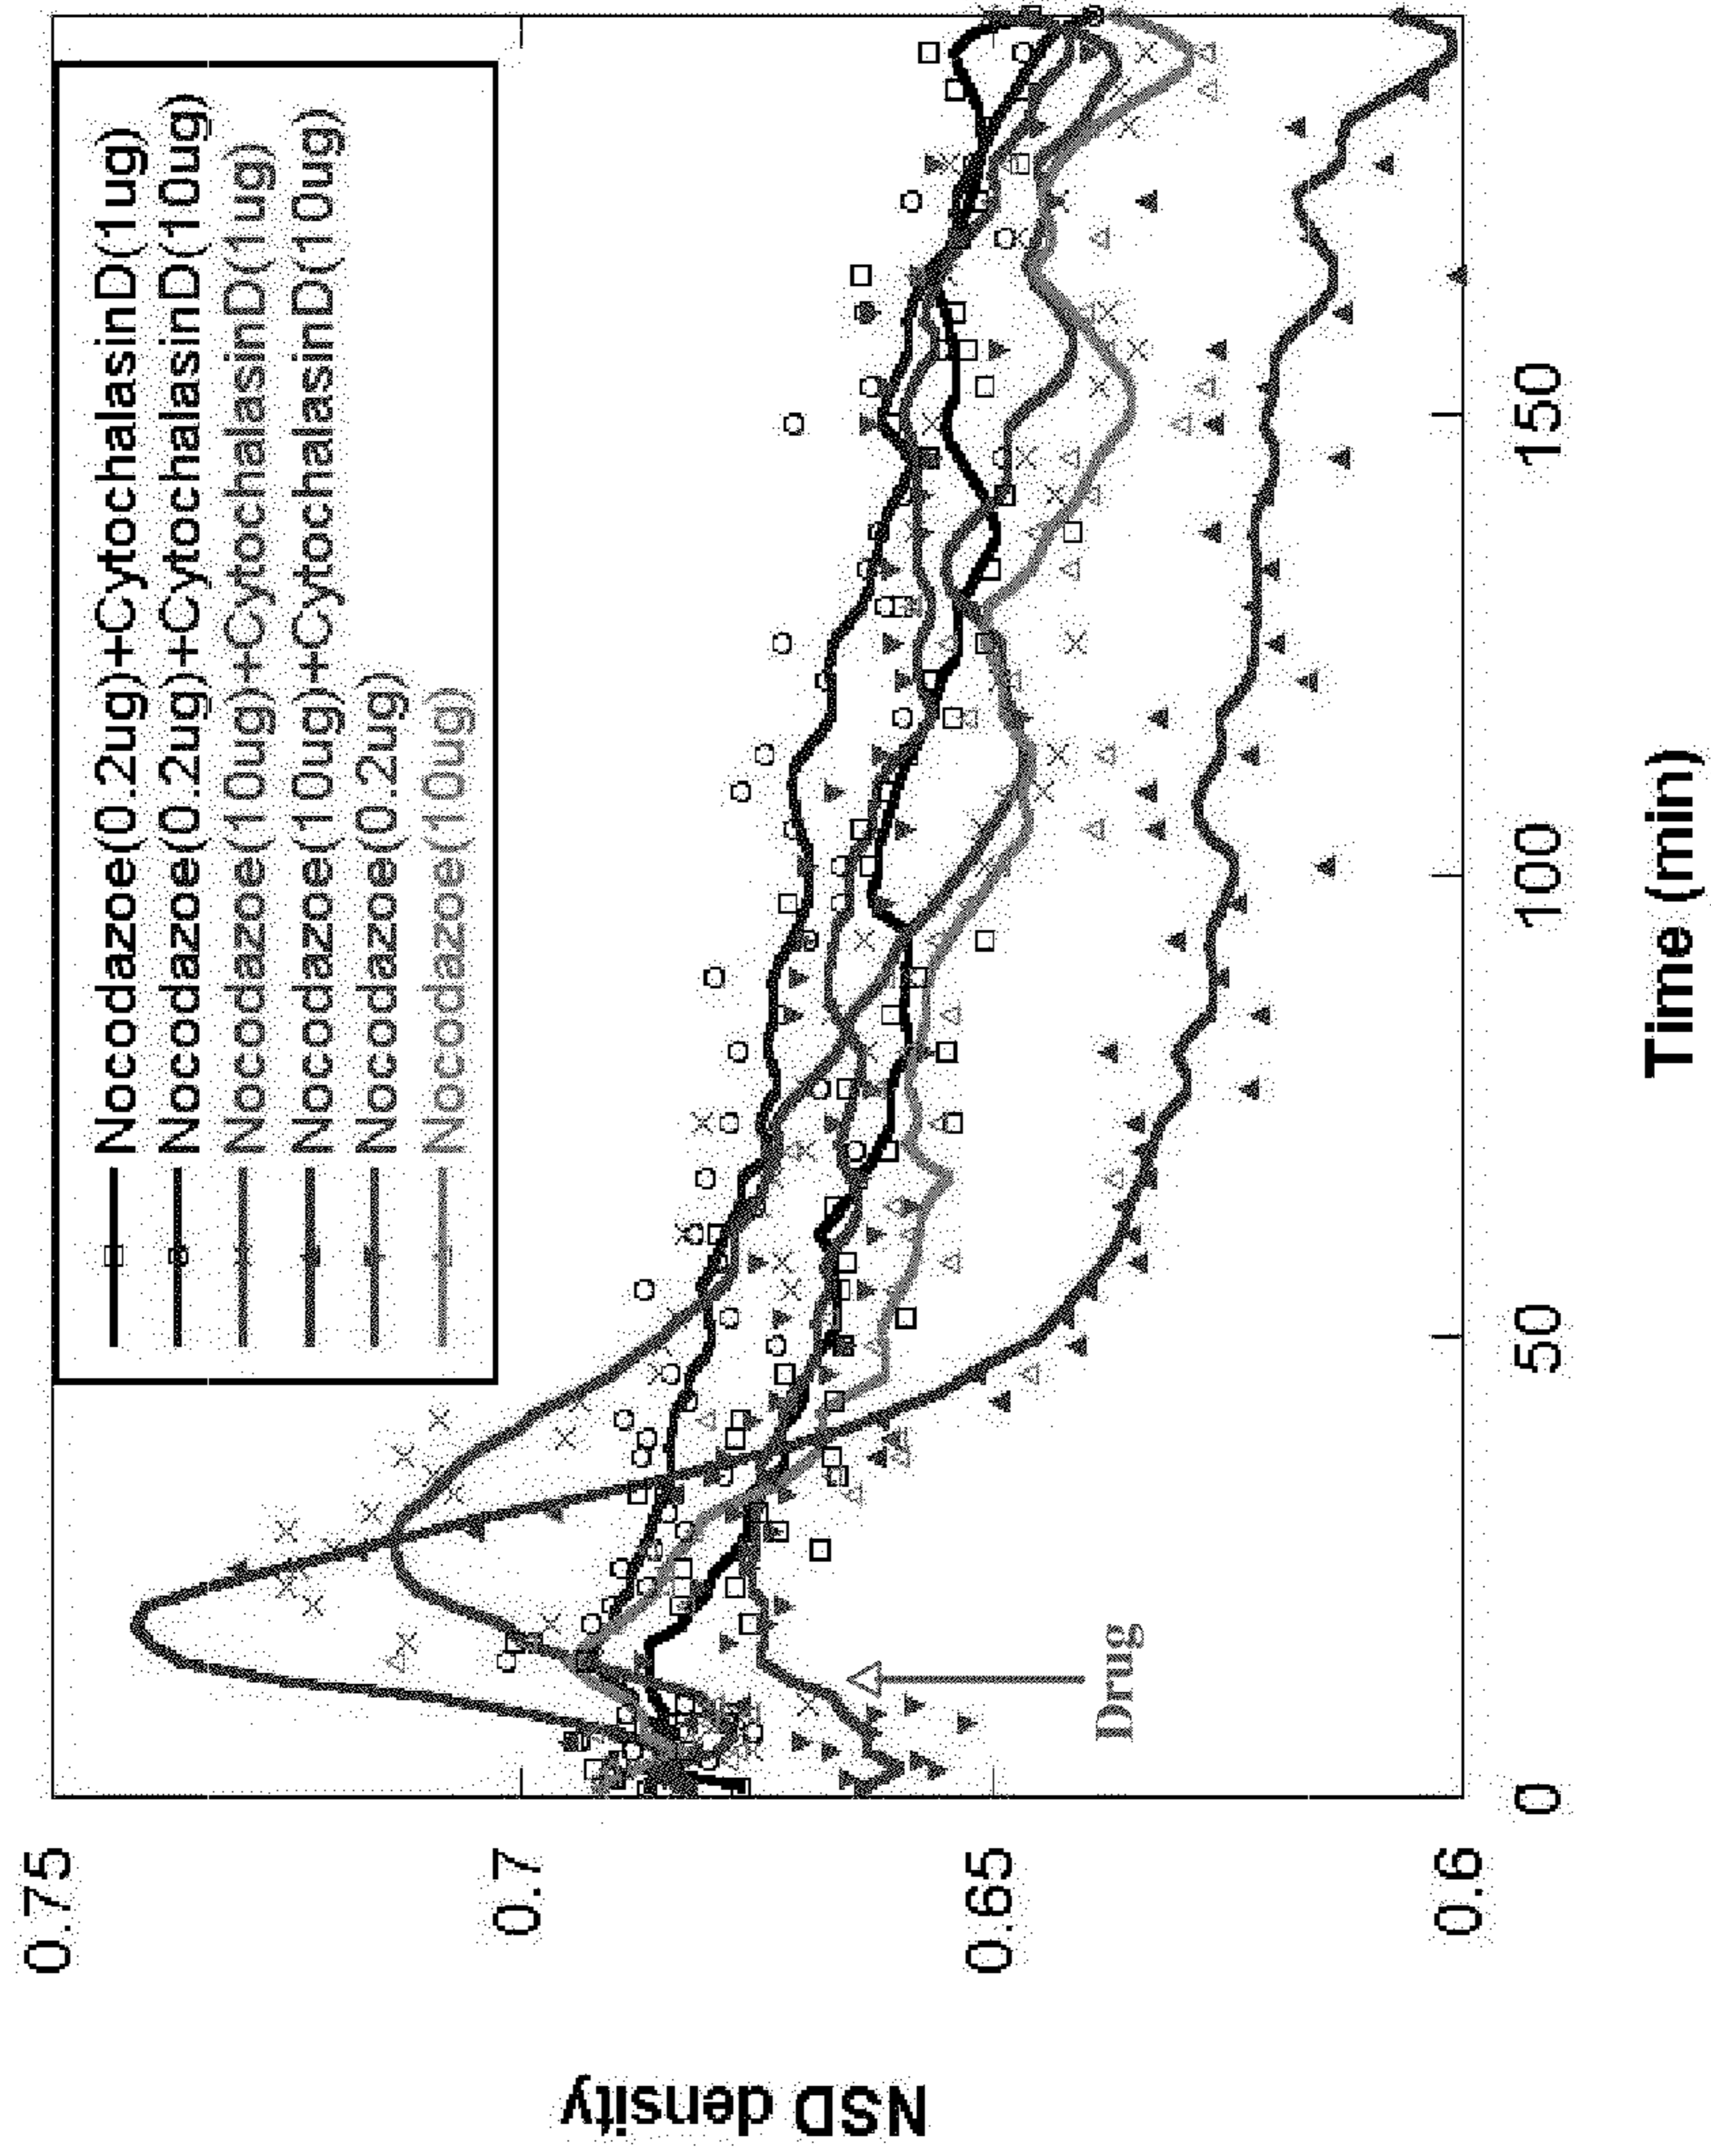 Nocodazoe(0.2ug)+CytochalasinD(1ug)
Nocodazoe(0.2ug)+CytochalasinD(10ug)
Nocodazoe(10ug)+CytochalasinD(1ug)
Nocodazoe(10ug)+CytochalasinD(10ug)
Nocodazoe(0.2ug)
Nocodazoe(10ug)
Drug
0.75
0.7
0.65
0.6
NSD density
0
50
100
150
Time (min)